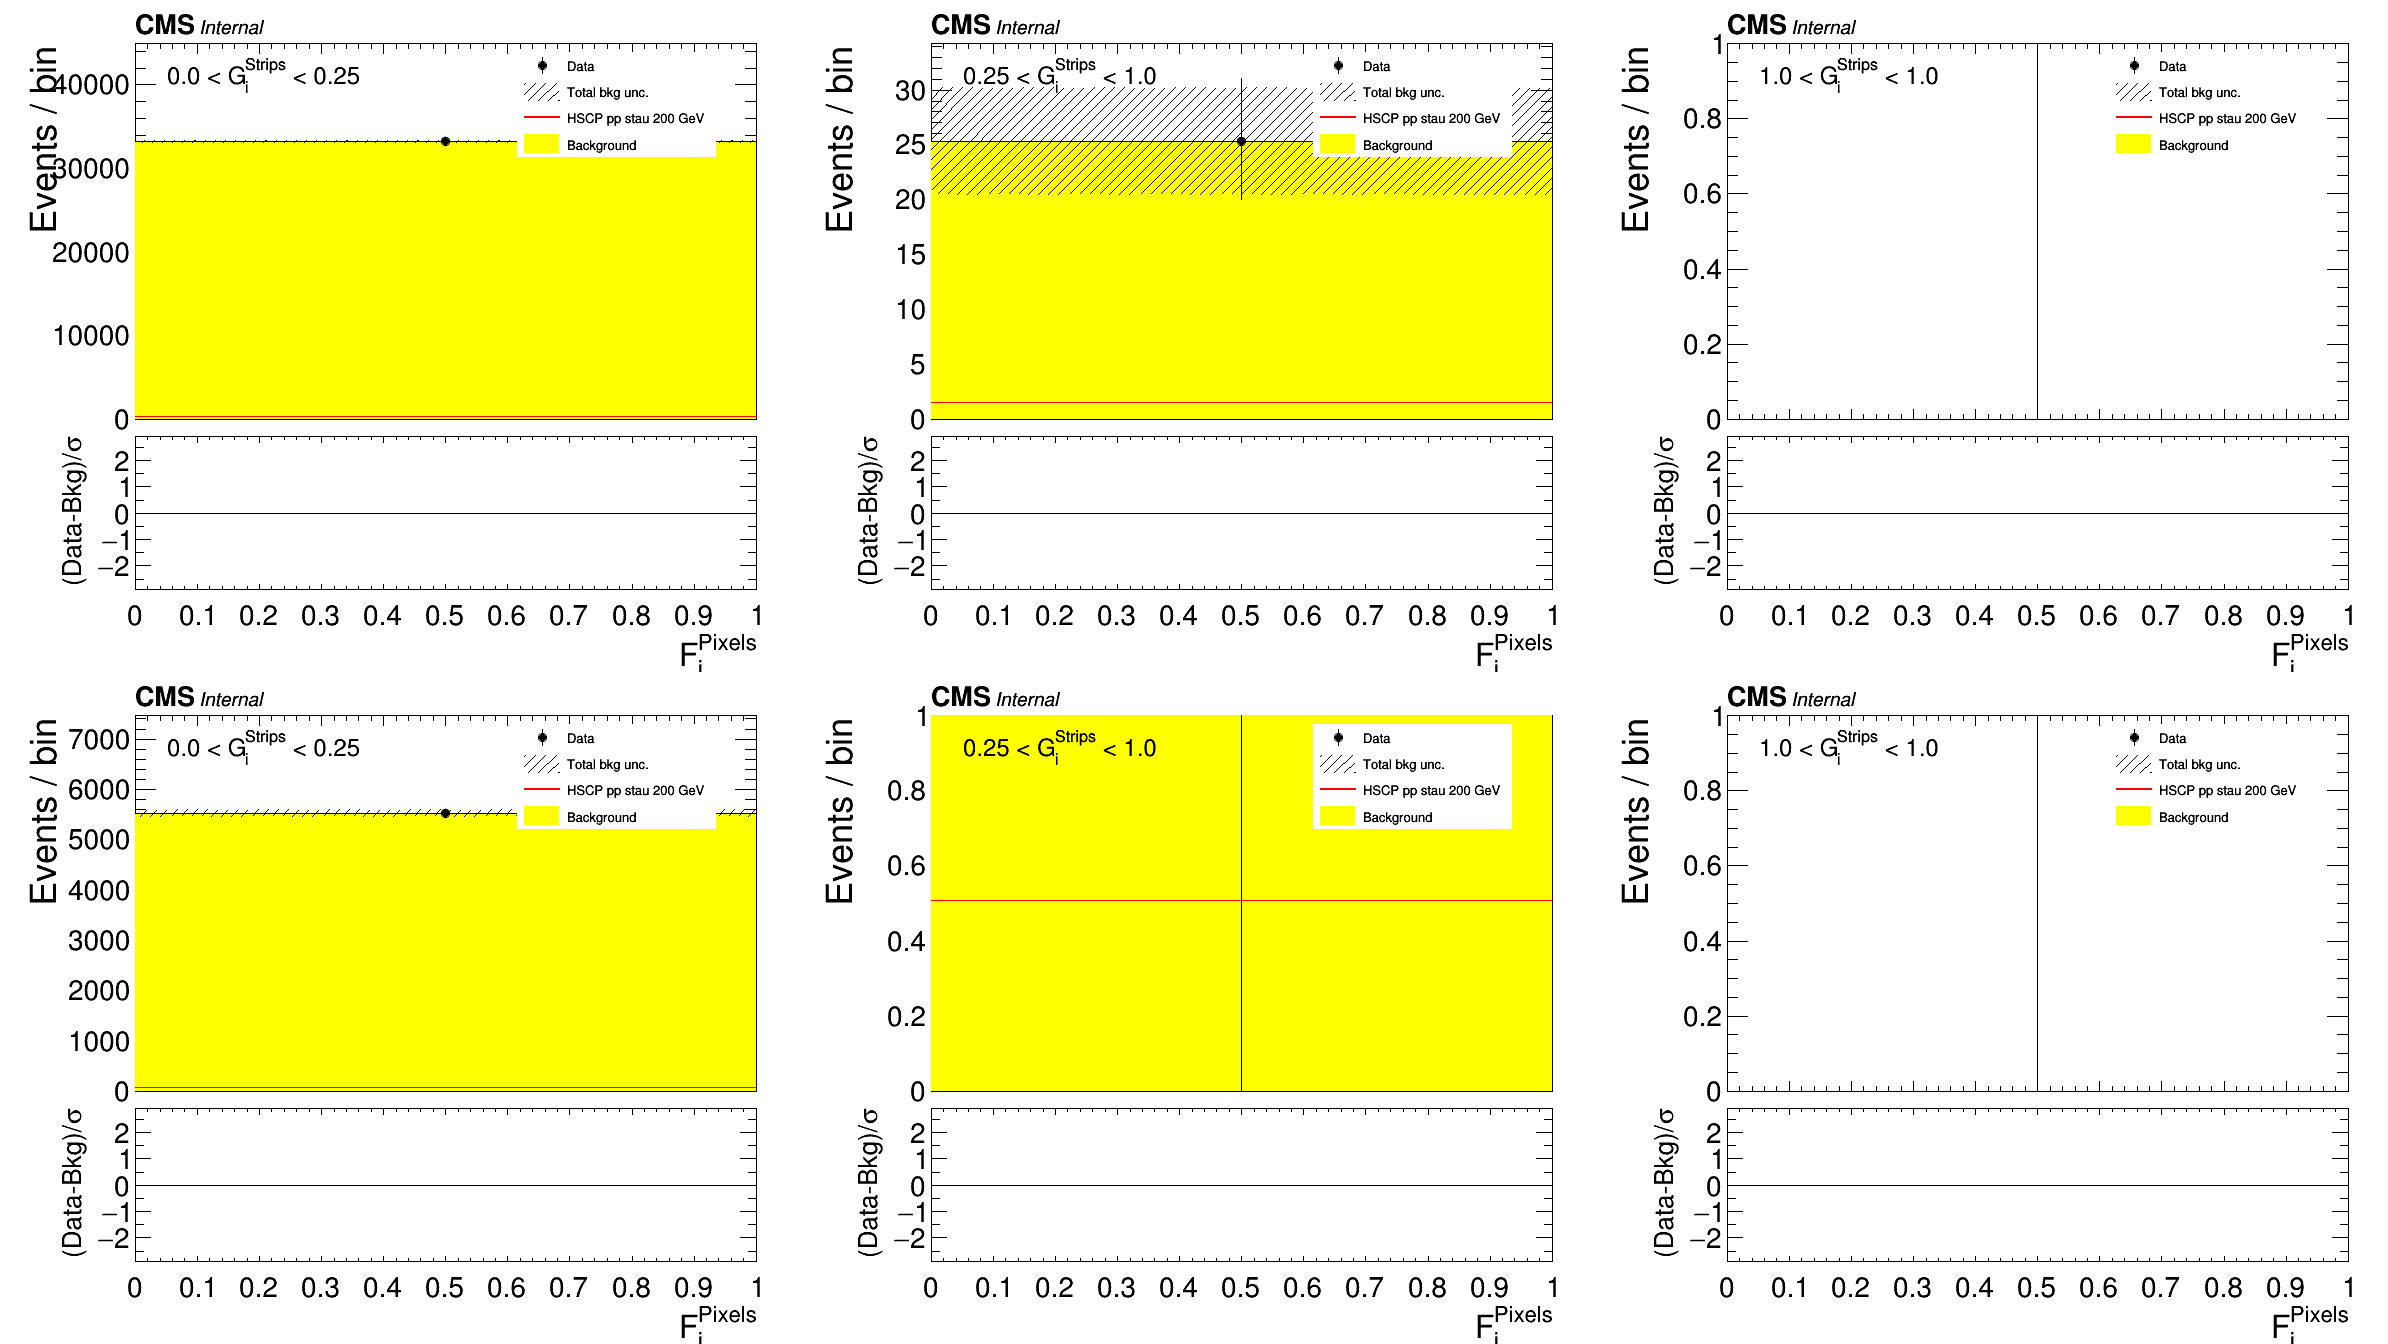 CMS Internal
Events / bin
0.0 < G_i^Strips < 0.25
Data
Total bkg unc.
HSCP pp stau 200 GeV
Background
40000
30000
20000
10000
0
(Data-Bkg)/σ
2
1
0
−1
−2
0 0.1 0.2 0.3 0.4 0.5 0.6 0.7 0.8 0.9 1
F_i^Pixels
CMS Internal
Events / bin
0.25 < G_i^Strips < 1.0
Data
Total bkg unc.
HSCP pp stau 200 GeV
Background
30
25
20
15
10
5
0
(Data-Bkg)/σ
2
1
0
−1
−2
0 0.1 0.2 0.3 0.4 0.5 0.6 0.7 0.8 0.9 1
F_i^Pixels
CMS Internal
Events / bin
1.0 < G_i^Strips < 1.0
Data
Total bkg unc.
HSCP pp stau 200 GeV
Background
1
0.8
0.6
0.4
0.2
0
(Data-Bkg)/σ
2
1
0
−1
−2
0 0.1 0.2 0.3 0.4 0.5 0.6 0.7 0.8 0.9 1
F_i^Pixels
CMS Internal
Events / bin
0.0 < G_i^Strips < 0.25
Data
Total bkg unc.
HSCP pp stau 200 GeV
Background
7000
6000
5000
4000
3000
2000
1000
0
(Data-Bkg)/σ
2
1
0
−1
−2
0 0.1 0.2 0.3 0.4 0.5 0.6 0.7 0.8 0.9 1
F_i^Pixels
CMS Internal
Events / bin
0.25 < G_i^Strips < 1.0
Data
Total bkg unc.
HSCP pp stau 200 GeV
Background
1
0.8
0.6
0.4
0.2
0
(Data-Bkg)/σ
2
1
0
−1
−2
0 0.1 0.2 0.3 0.4 0.5 0.6 0.7 0.8 0.9 1
F_i^Pixels
CMS Internal
Events / bin
1.0 < G_i^Strips < 1.0
Data
Total bkg unc.
HSCP pp stau 200 GeV
Background
1
0.8
0.6
0.4
0.2
0
(Data-Bkg)/σ
2
1
0
−1
−2
0 0.1 0.2 0.3 0.4 0.5 0.6 0.7 0.8 0.9 1
F_i^Pixels